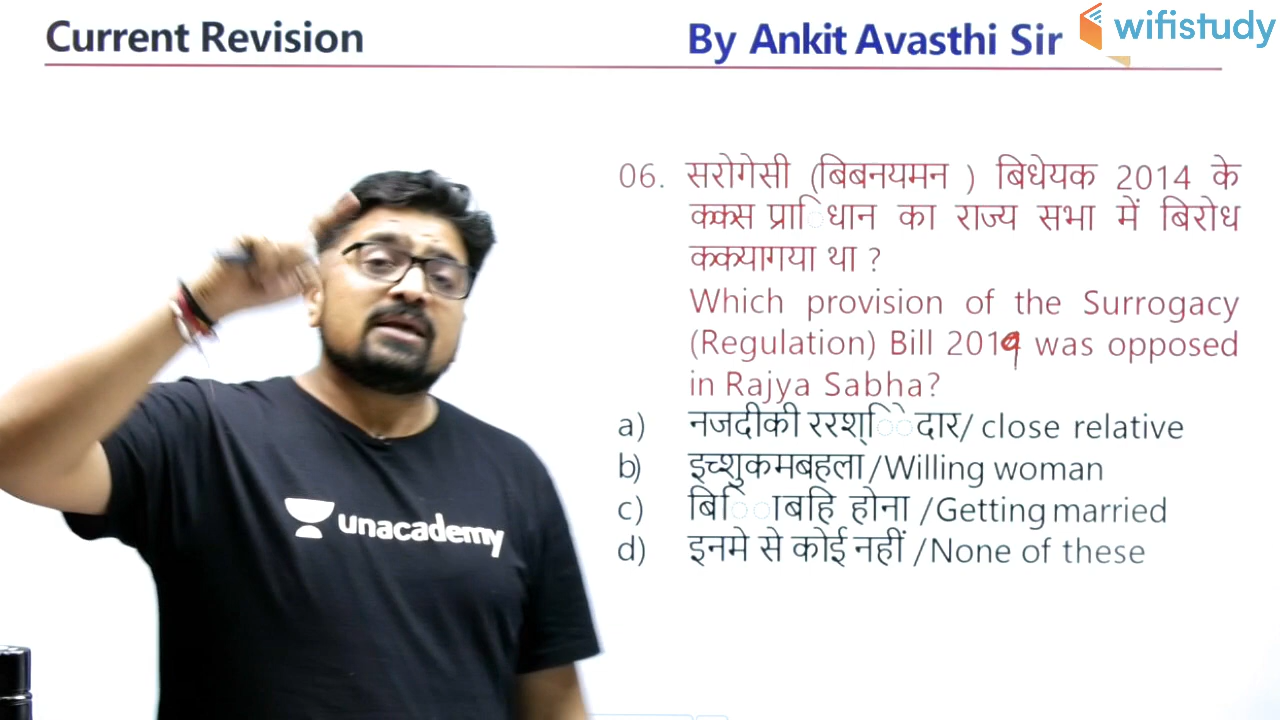 Current Revision
By Ankit Avasthi Sir
wifistudy
06. सरोगेसी (बिबनयमन ) बिधेयक 2014 के
कक्स प्राि◌िधान का राज्य सभा में बिरोध
कक्यागया था ?
Which provision of the Surrogacy
(Regulation) Bill 2019 was opposed
in Rajya Sabha?
a) नजदीकी ररश्◌ि◌ेदार/ close relative
b) इच्शुकमबहला /Willing woman
c) बि◌ि◌ाबहि होना /Getting married
d) इनमे से कोई नहीं /None of these
unacademy